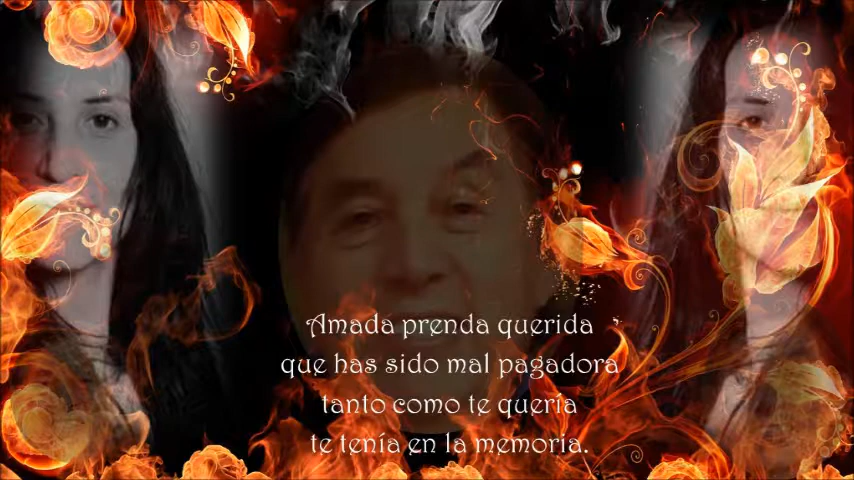 Amada prenda querida
que has sido mal pagadora
tanto como te quería
te tenía en la memoria.